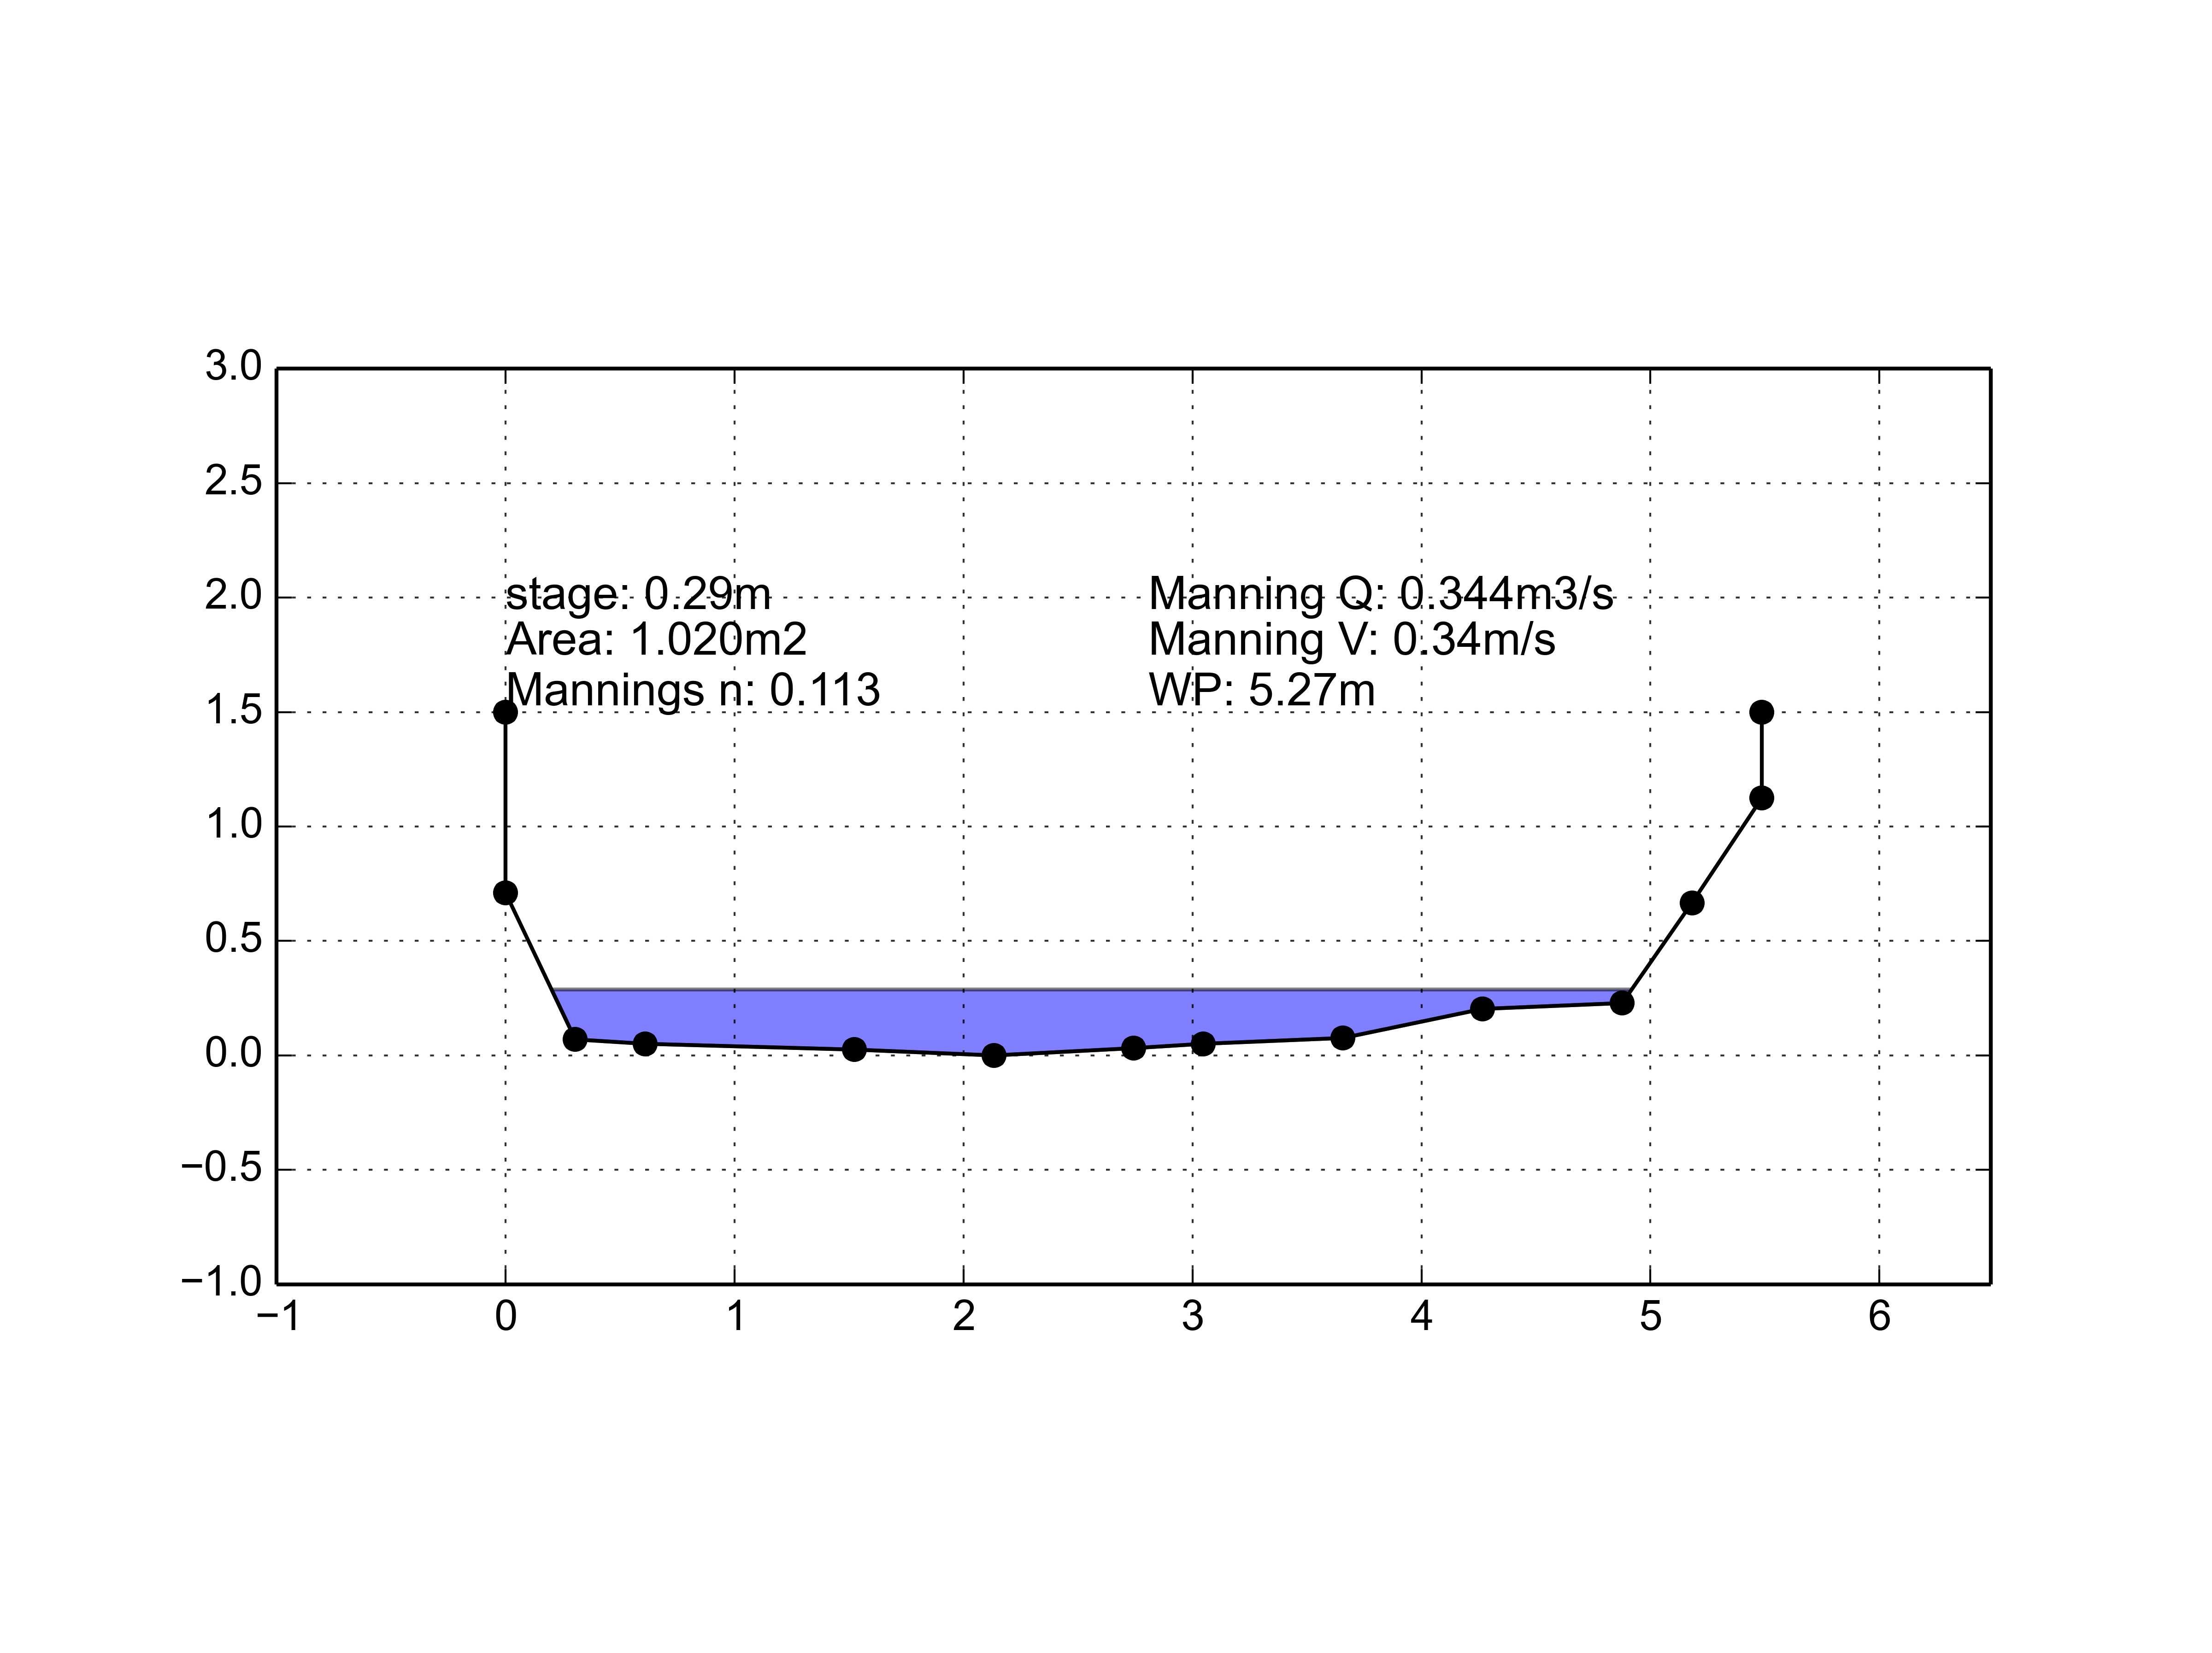 3.0
2.5
2.0
1.5
1.0
0.5
0.0
−0.5
−1.0
stage: 0.29m
Area: 1.020m2
Mannings n: 0.113
Manning Q: 0.344m3/s
Manning V: 0.34m/s
WP: 5.27m
−1 0 1 2 3 4 5 6